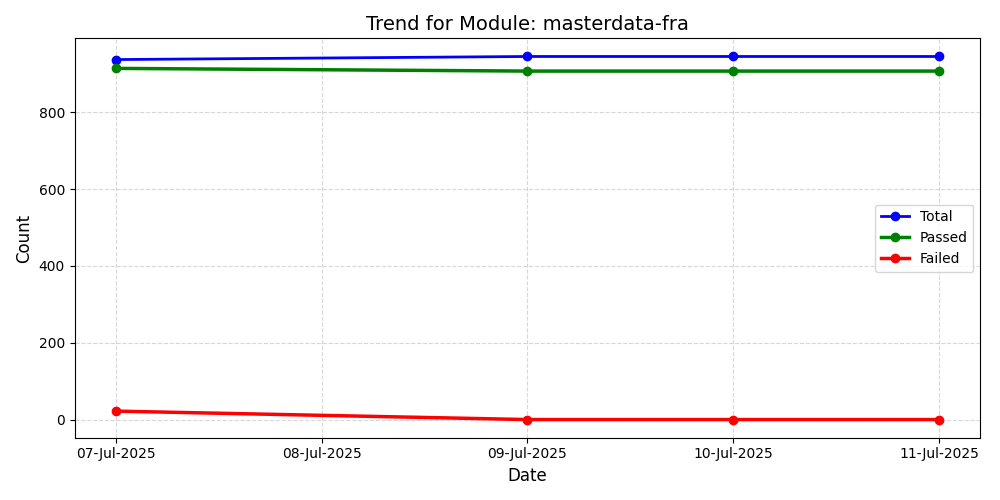 Trend for Module: masterdata-fra
Count
800
600
400
200
0
Total
Passed
Failed
07-Jul-2025
08-Jul-2025
09-Jul-2025
10-Jul-2025
11-Jul-2025
Date